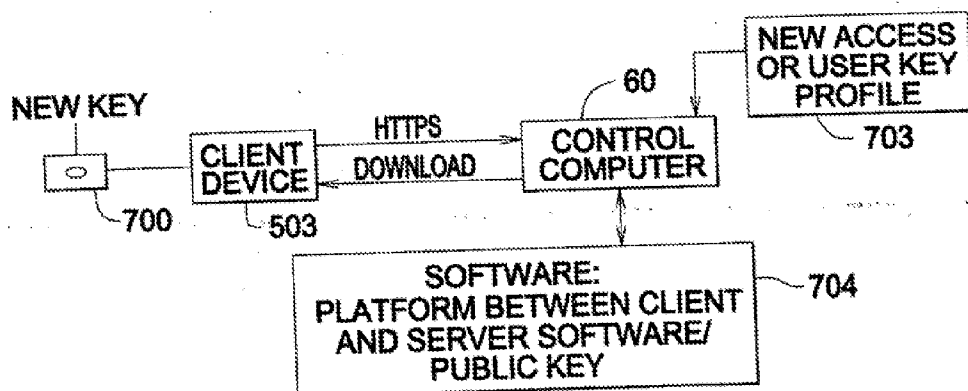 NEW KEY
700
CLIENT
DEVICE
503
HTTPS
DOWNLOAD
60
CONTROL
COMPUTER
NEW ACCESS
OR USER KEY
PROFILE
703
SOFTWARE:
PLATFORM BETWEEN CLIENT
AND SERVER SOFTWARE/
PUBLIC KEY
704